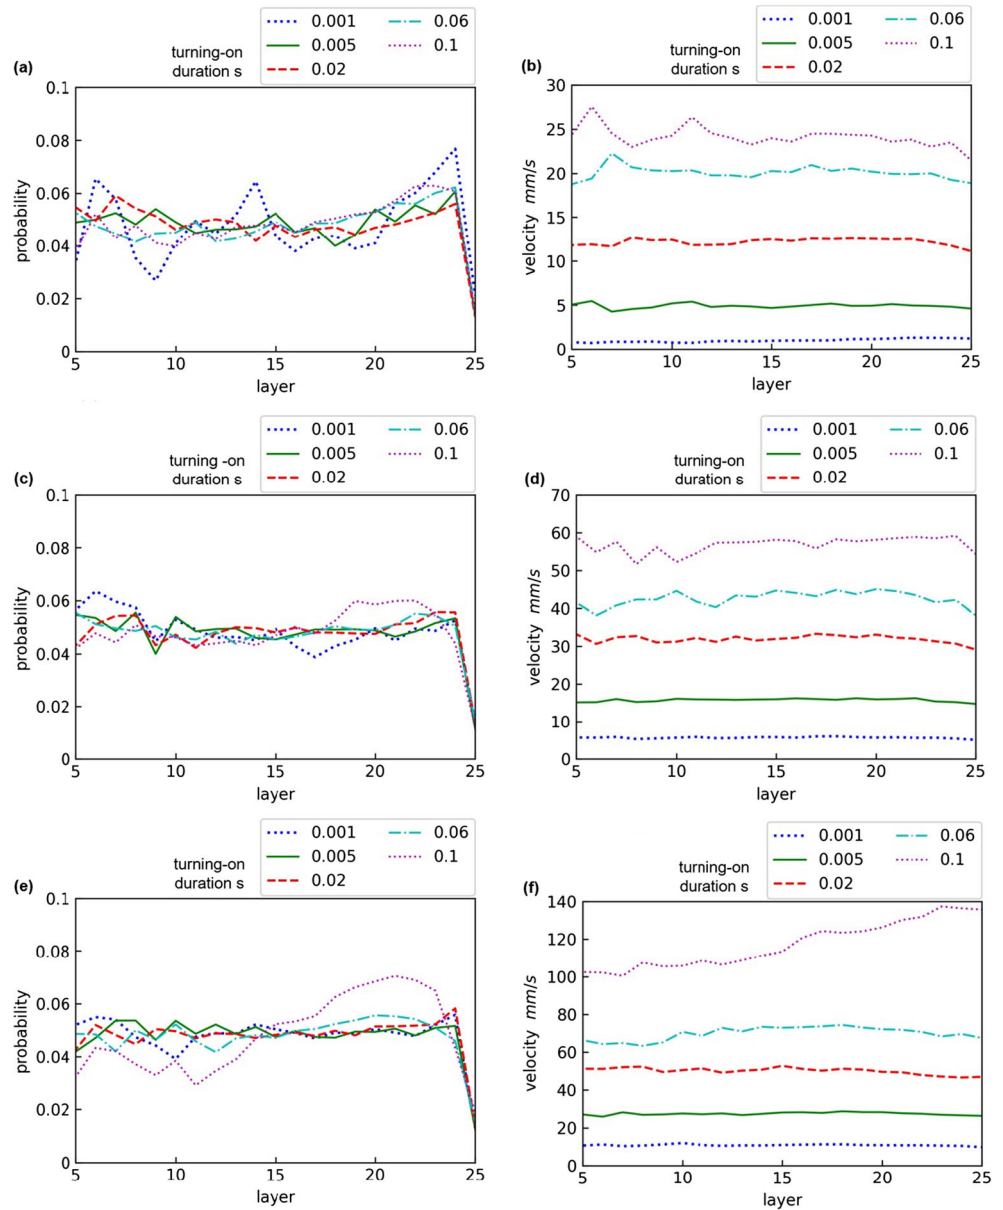 0.001 0.06
turning-on 0.005 0.1
(a) duration s 0.02
0.1
0.08
0.06
0.04
0.02
0
probability
5 10 15 20 25
layer
0.001 0.06
turning-on 0.005 0.1
(b) duration s 0.02
30
25
20
15
10
5
0
velocity mm/s
5 10 15 20 25
layer
0.001 0.06
turning -on 0.005 0.1
(c) duration s 0.02
0.1
0.08
0.06
0.04
0.02
0
probability
5 10 15 20 25
layer
0.001 0.06
turning-on 0.005 0.1
(d) duration s 0.02
70
60
50
40
30
20
10
0
velocity mm/s
5 10 15 20 25
layer
0.001 0.06
turning-on 0.005 0.1
(e) duration s 0.02
0.1
0.08
0.06
0.04
0.02
0
probability
5 10 15 20 25
layer
0.001 0.06
turning-on 0.005 0.1
(f) duration s 0.02
140
120
100
80
60
40
20
0
velocity mm/s
5 10 15 20 25
layer